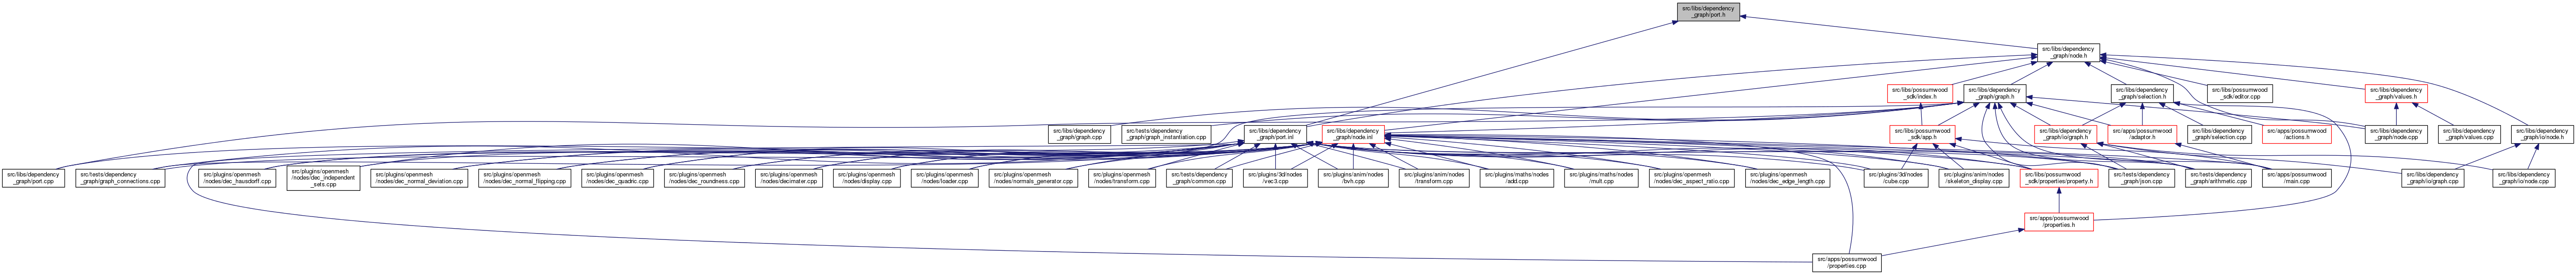 src/libs/dependency
_graph/port.h
src/libs/dependency
_graph/node.h
src/libs/possumwood
_sdk/index.h
src/libs/dependency
_graph/graph.h
src/libs/dependency
_graph/selection.h
src/libs/possumwood
_sdk/editor.cpp
src/libs/dependency
_graph/values.h
src/libs/dependency
_graph/graph.cpp
src/tests/dependency
_graph/graph_instantiation.cpp
src/libs/dependency
_graph/port.inl
src/libs/dependency
_graph/node.inl
src/libs/possumwood
_sdk/app.h
src/libs/dependency
_graph/io/graph.h
src/apps/possumwood
/adaptor.h
src/libs/dependency
_graph/selection.cpp
src/apps/possumwood
/actions.h
src/libs/dependency
_graph/node.cpp
src/libs/dependency
_graph/values.cpp
src/libs/dependency
_graph/io/node.h
src/libs/dependency
_graph/port.cpp
src/tests/dependency
_graph/graph_connections.cpp
src/plugins/openmesh
/nodes/dec_hausdorff.cpp
src/plugins/openmesh
/nodes/dec_independent
_sets.cpp
src/plugins/openmesh
/nodes/dec_normal_deviation.cpp
src/plugins/openmesh
/nodes/dec_normal_flipping.cpp
src/plugins/openmesh
/nodes/dec_quadric.cpp
src/plugins/openmesh
/nodes/dec_roundness.cpp
src/plugins/openmesh
/nodes/decimater.cpp
src/plugins/openmesh
/nodes/display.cpp
src/plugins/openmesh
/nodes/loader.cpp
src/plugins/openmesh
/nodes/normals_generator.cpp
src/plugins/openmesh
/nodes/transform.cpp
src/tests/dependency
_graph/common.cpp
src/plugins/3d/nodes
/vec3.cpp
src/plugins/anim/nodes
/bvh.cpp
src/plugins/anim/nodes
/transform.cpp
src/plugins/maths/nodes
/add.cpp
src/plugins/maths/nodes
/mult.cpp
src/plugins/openmesh
/nodes/dec_aspect_ratio.cpp
src/plugins/openmesh
/nodes/dec_edge_length.cpp
src/plugins/3d/nodes
/cube.cpp
src/plugins/anim/nodes
/skeleton_display.cpp
src/libs/possumwood
_sdk/properties/property.h
src/tests/dependency
_graph/json.cpp
src/tests/dependency
_graph/arithmetic.cpp
src/apps/possumwood
/main.cpp
src/libs/dependency
_graph/io/graph.cpp
src/libs/dependency
_graph/io/node.cpp
src/apps/possumwood
/properties.h
src/apps/possumwood
/properties.cpp